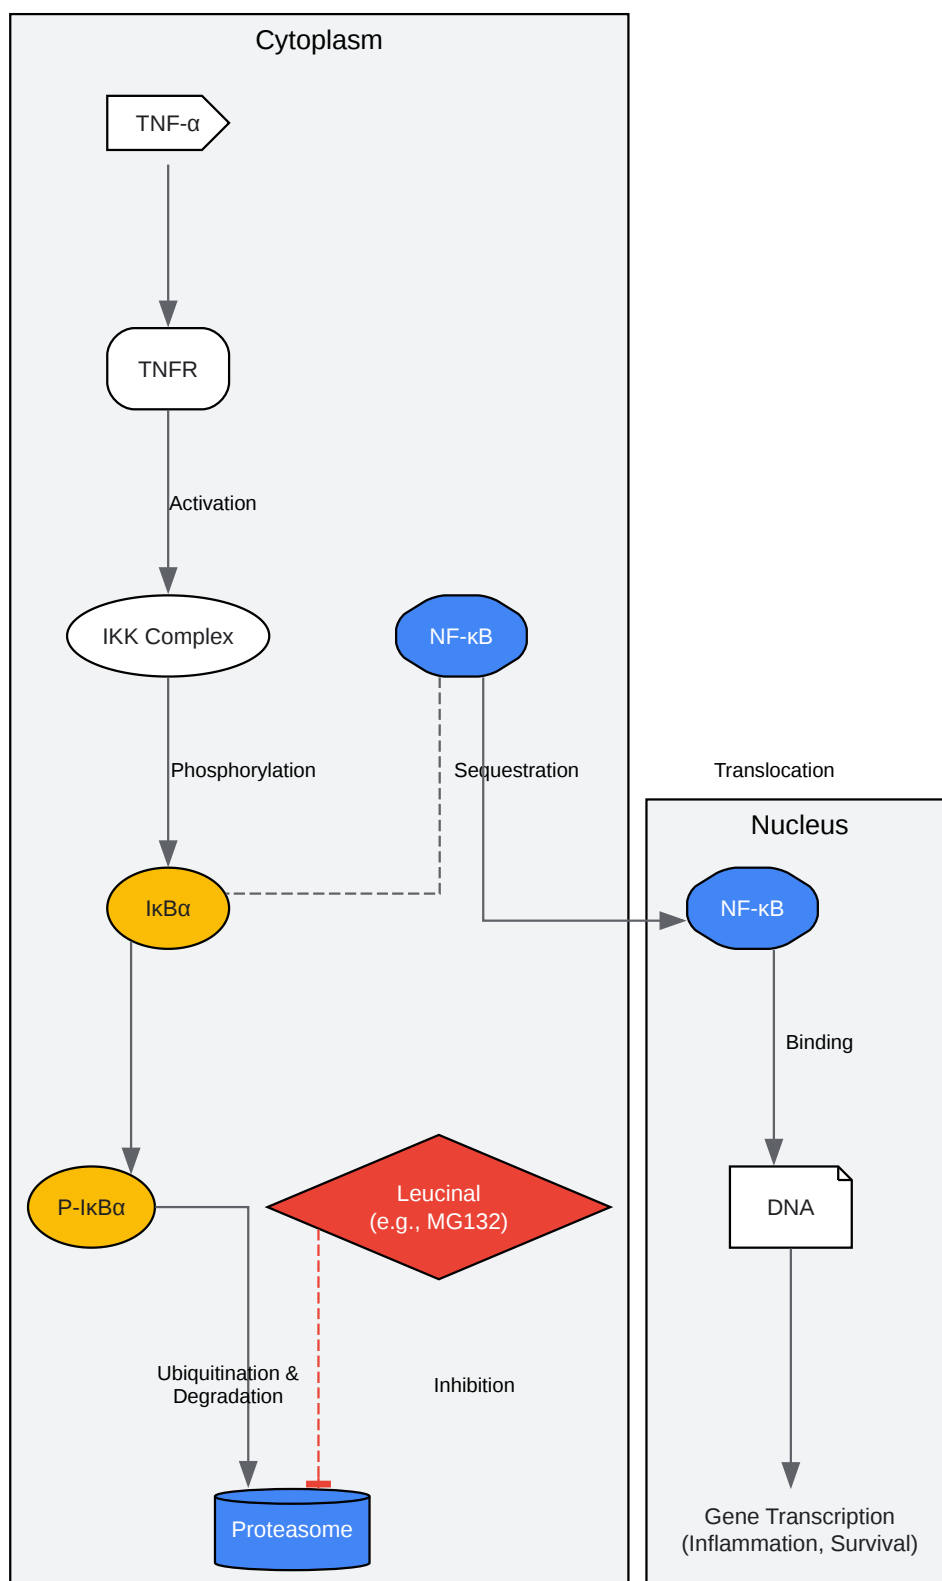 Cytoplasm
TNF-α
TNFR
Activation
IKK Complex
NF-κB
Phosphorylation
Sequestration
Translocation
Nucleus
IκBα
NF-κB
Binding
P-IκBα
Leucinal
(e.g., MG132)
DNA
Ubiquitination &
Degradation
Inhibition
Proteasome
Gene Transcription
(Inflammation, Survival)